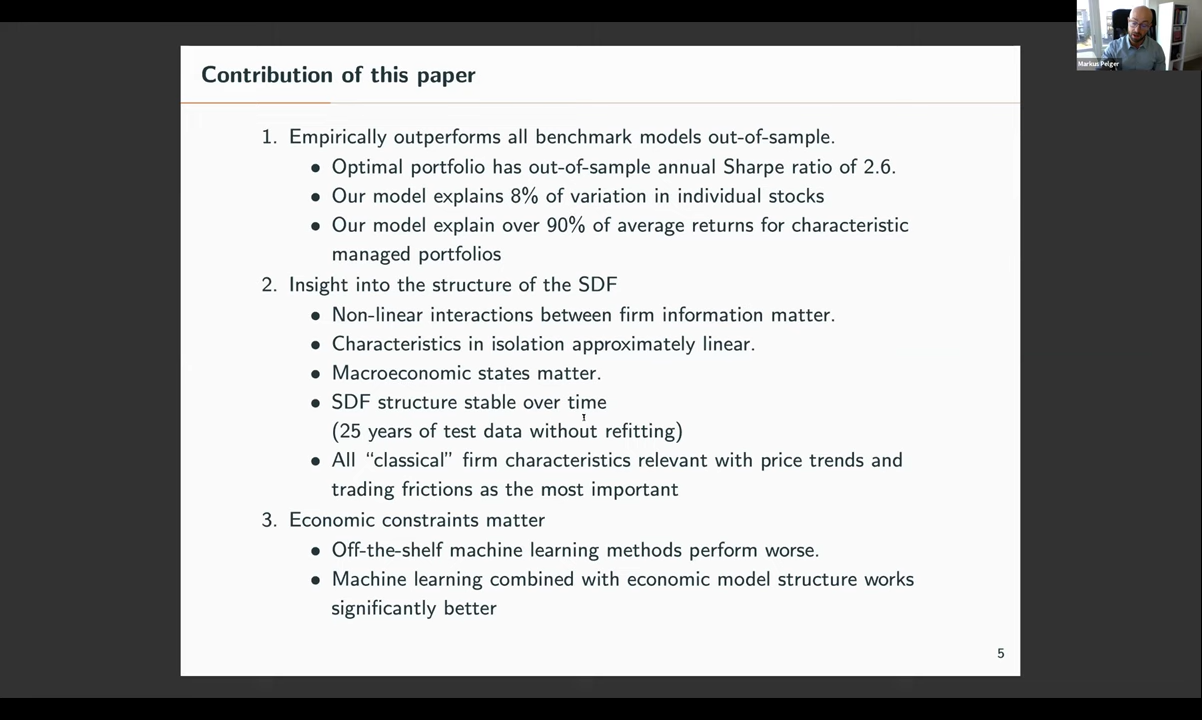 Markus Pelger
Contribution of this paper
1. Empirically outperforms all benchmark models out-of-sample.
• Optimal portfolio has out-of-sample annual Sharpe ratio of 2.6.
• Our model explains 8% of variation in individual stocks
• Our model explain over 90% of average returns for characteristic
managed portfolios
2. Insight into the structure of the SDF
• Non-linear interactions between firm information matter.
• Characteristics in isolation approximately linear.
• Macroeconomic states matter.
• SDF structure stable over time
(25 years of test data without refitting)
• All “classical” firm characteristics relevant with price trends and
trading frictions as the most important
3. Economic constraints matter
• Off-the-shelf machine learning methods perform worse.
• Machine learning combined with economic model structure works
significantly better
5